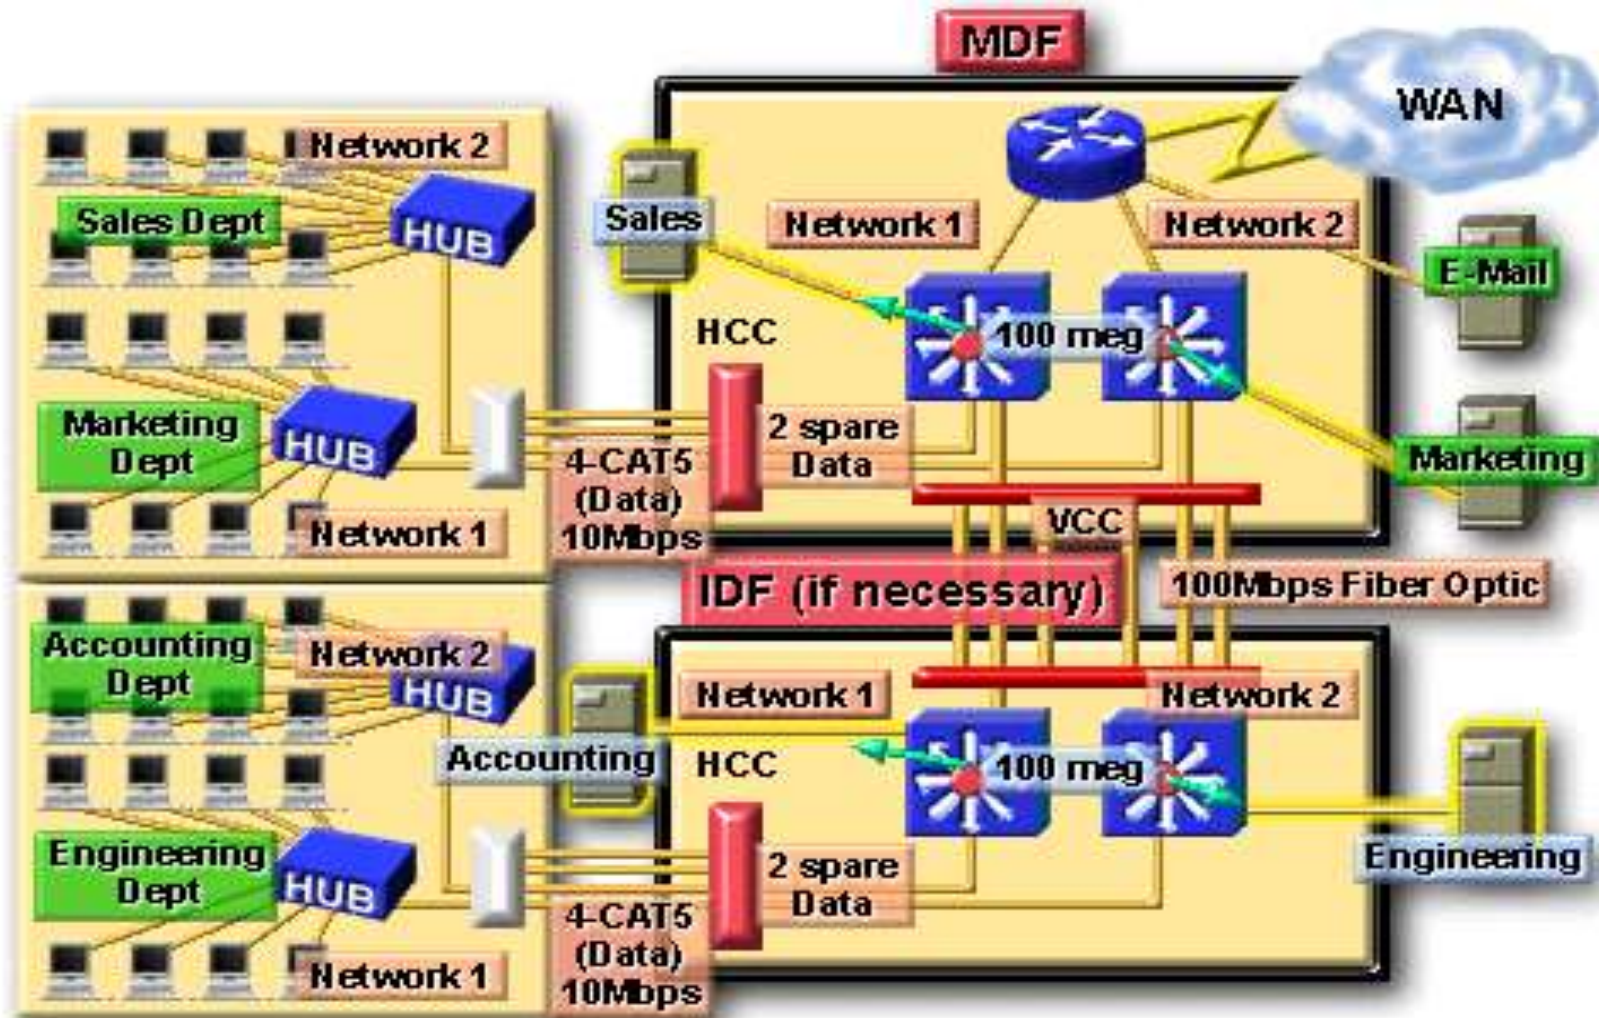 MDF
WAN
Network 2
Sales Dept
HUB
Sales
Network 1
Network 2
E-Mail
HCC
100 meg
Marketing
Dept
HUB
Network 1
4-CAT5
(Data)
10Mbps
2 spare
Data
Marketing
VCC
IDF (if necessary)
100Mbps Fiber Optic
Accounting
Dept
Network 2
HUB
Accounting
Network 1
Network 2
HCC
100 meg
Engineering
Dept
HUB
Network 1
4-CAT5
(Data)
10Mbps
2 spare
Data
Engineering